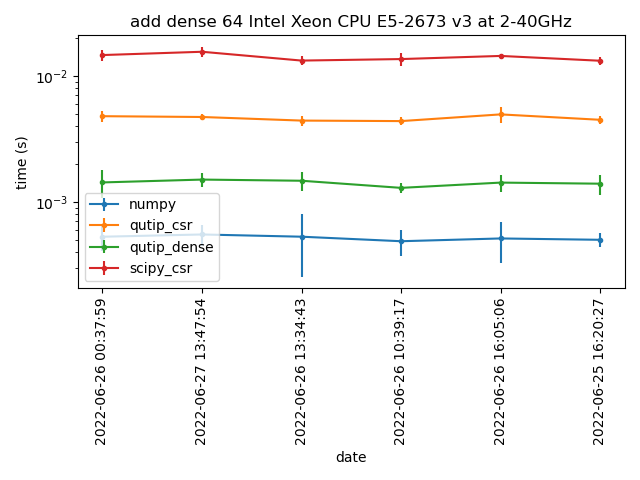 add dense 64 Intel Xeon CPU E5-2673 v3 at 2-40GHz
time (s)
10⁻²
10⁻³
numpy
qutip_csr
qutip_dense
scipy_csr
2022-06-26 00:37:59
2022-06-27 13:47:54
2022-06-26 13:34:43
2022-06-26 10:39:17
2022-06-26 16:05:06
2022-06-25 16:20:27
date